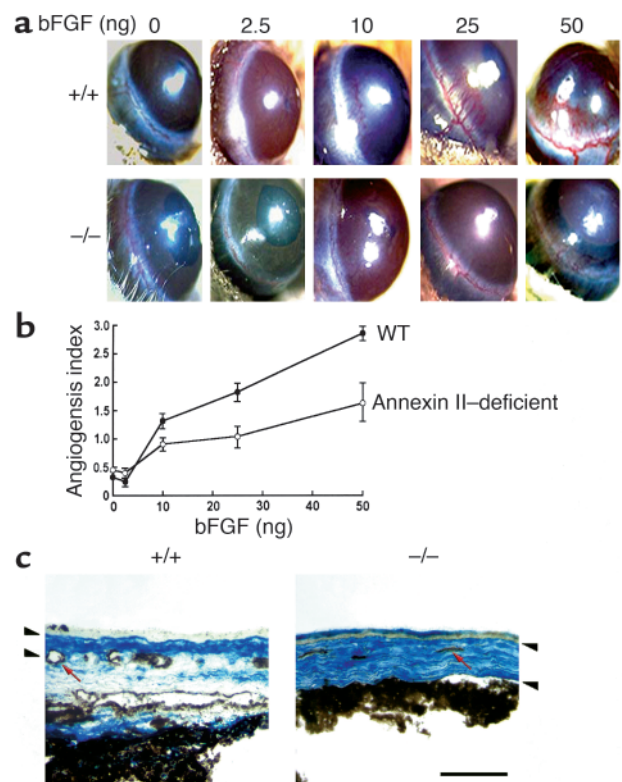 a bFGF (ng) 0 2.5 10 25 50
+/+
−/−
b
3.0
2.5
2.0
1.5
1.0
0.5
0
Angiogensis index
WT
Annexin II–deficient
0 10 20 30 40 50
bFGF (ng)
c +/+ −/−